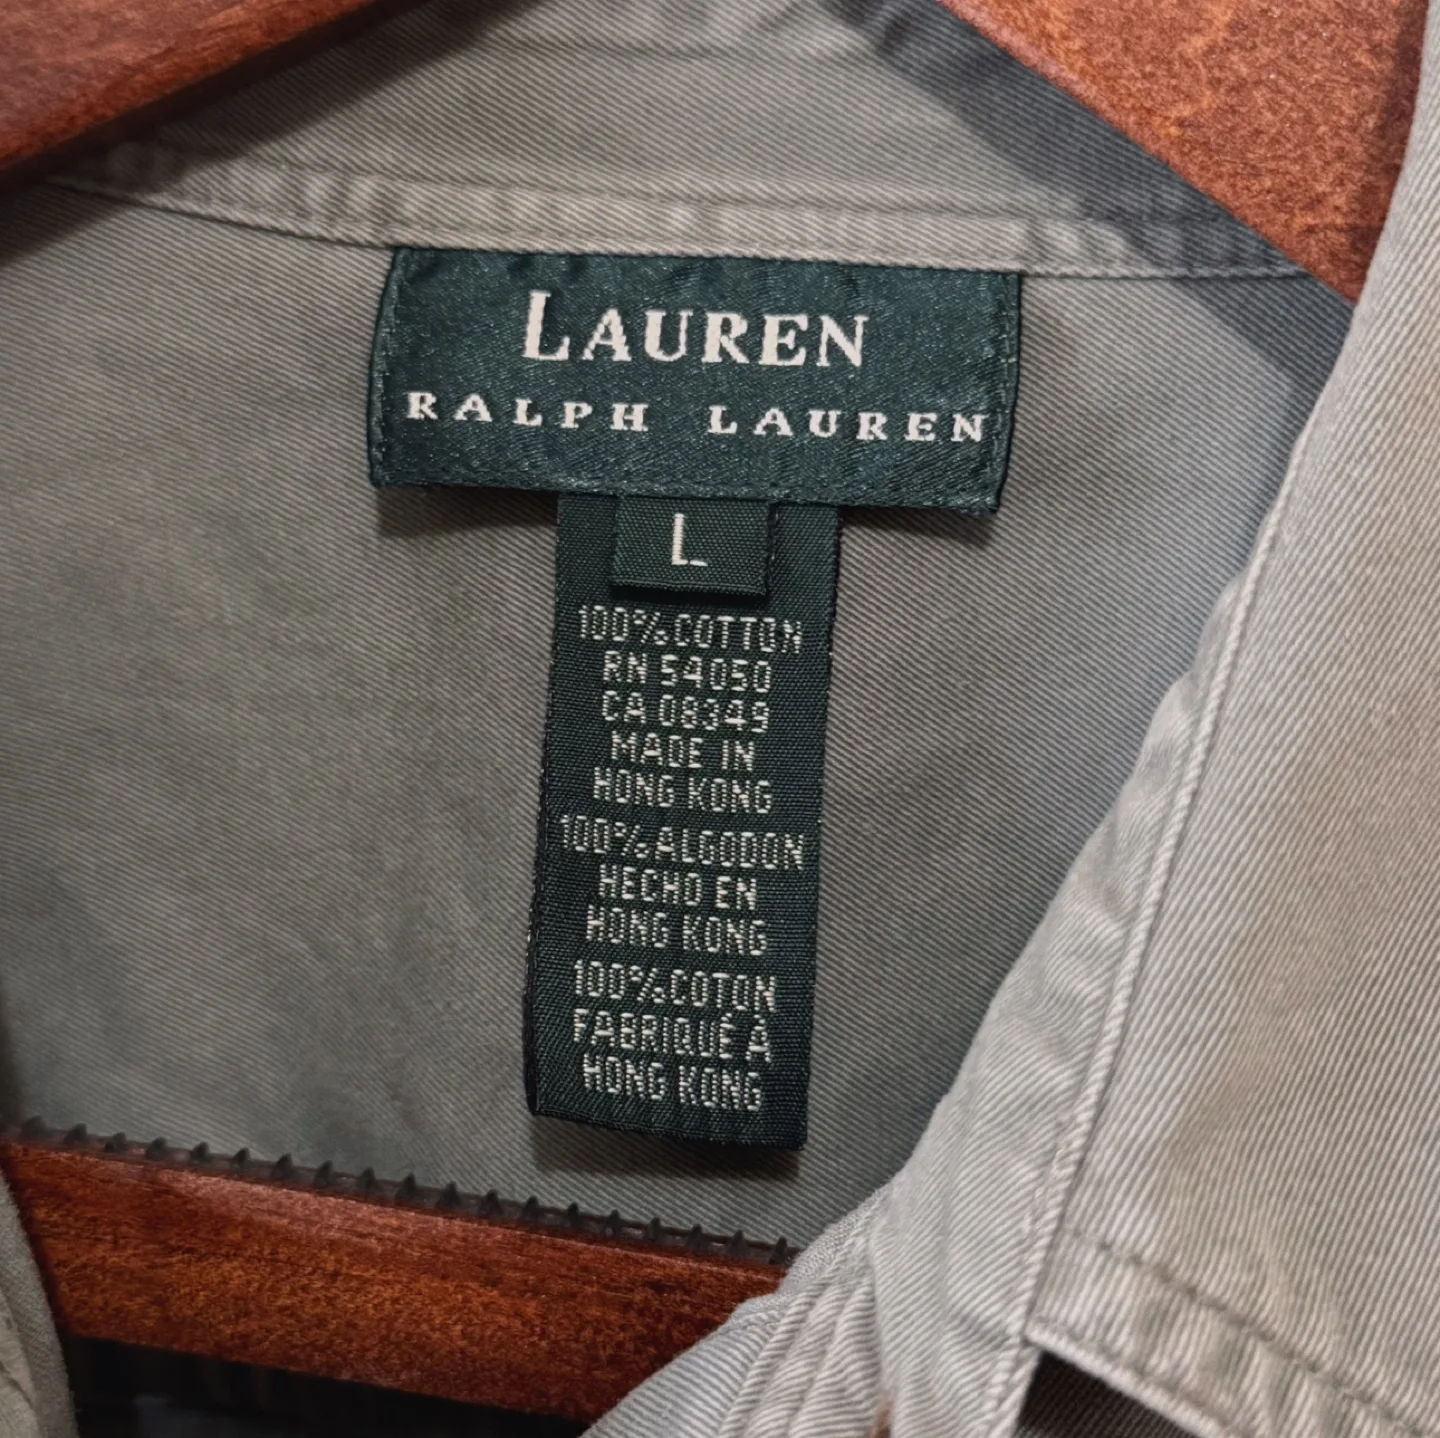 LAUREN
RALPH LAUREN
L
100% COTTON
RN 54050
CA 08349
MADE IN
HONG KONG
100% ALGODON
HECHO EN
HONG KONG
100% COTON
FABRIQUÉ À
HONG KONG